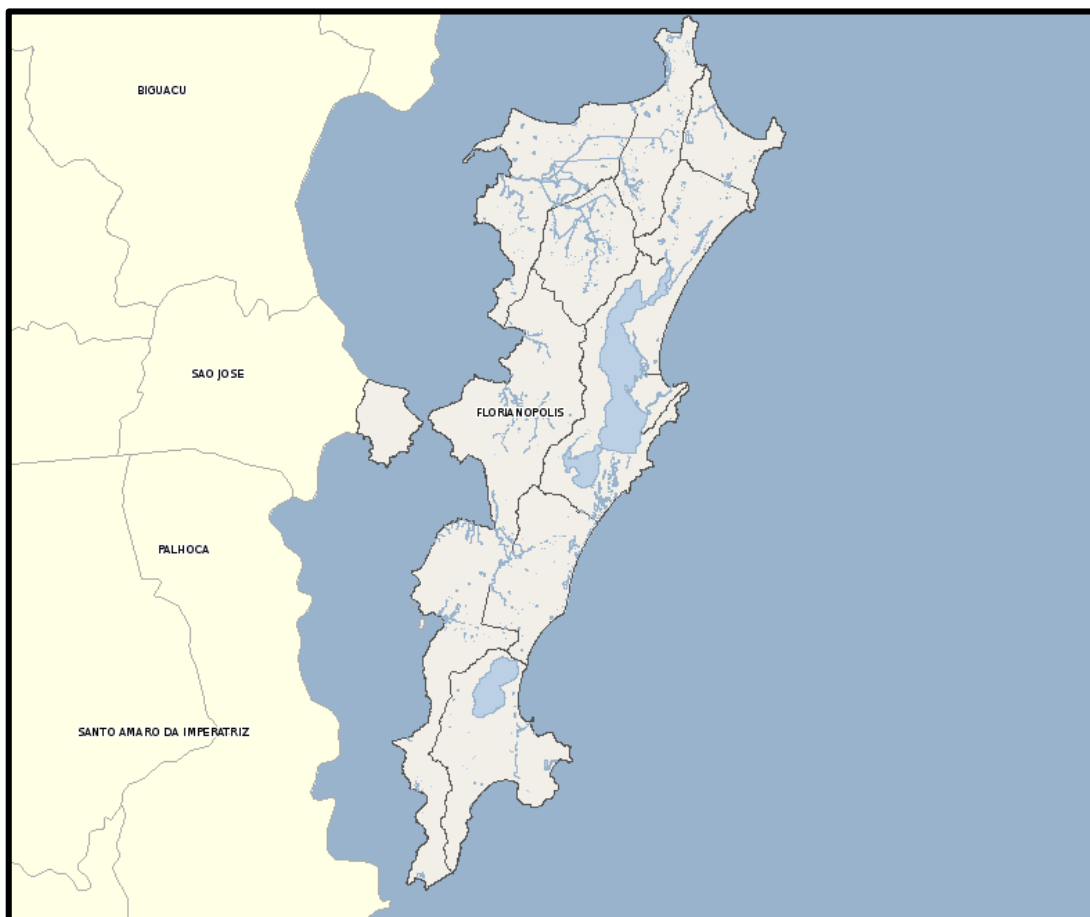 BIGUACU
SAO JOSE
FLORIANOPOLIS
PALHOCA
SANTO AMARO DA IMPERATRIZ